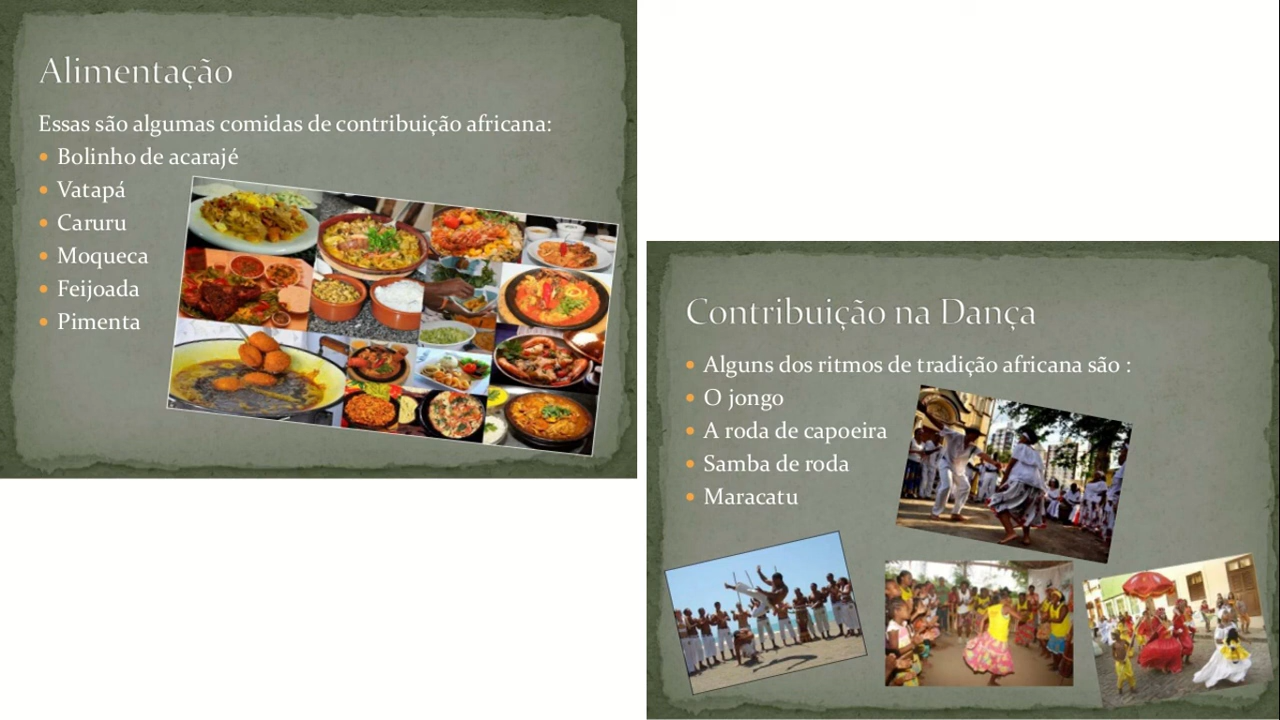 Alimentação
Essas são algumas comidas de contribuição africana:
• Bolinho de acarajé
• Vatapá
• Caruru
• Moqueca
• Feijoada
• Pimenta
Contribuição na Dança
• Alguns dos ritmos de tradição africana são :
• O jongo
• A roda de capoeira
• Samba de roda
• Maracatu